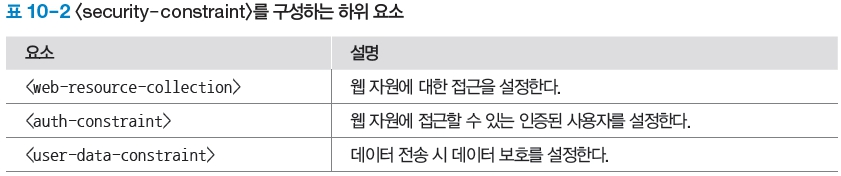 표 10-2 <security-constraint>를 구성하는 하위 요소
요소 설명
<web-resource-collection> 웹 자원에 대한 접근을 설정한다.
<auth-constraint> 웹 자원에 접근할 수 있는 인증된 사용자를 설정한다.
<user-data-constraint> 데이터 전송 시 데이터 보호를 설정한다.